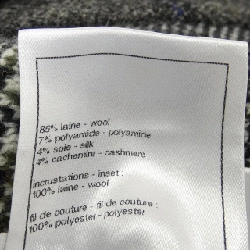 85% laine - wool
7% polyamide - polyamine
4% soie - silk
4% cachemire - cashmere
incrustations - inset :
100% laine - wool
fil de couture - fil de couture :
100% polyester - polyester